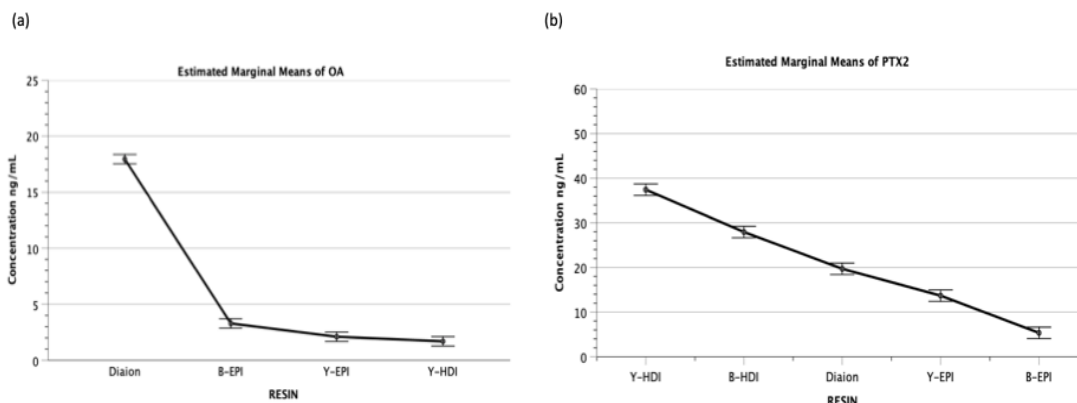 (a)
Estimated Marginal Means of OA
25
20
15
10
5
0
Concentration ng/mL
Diaion B-EPI Y-EPI Y-HDI
RESIN
(b)
Estimated Marginal Means of PTX2
60
50
40
30
20
10
0
Concentration ng/mL
Y-HDI B-HDI Diaion Y-EPI B-EPI
RESIN